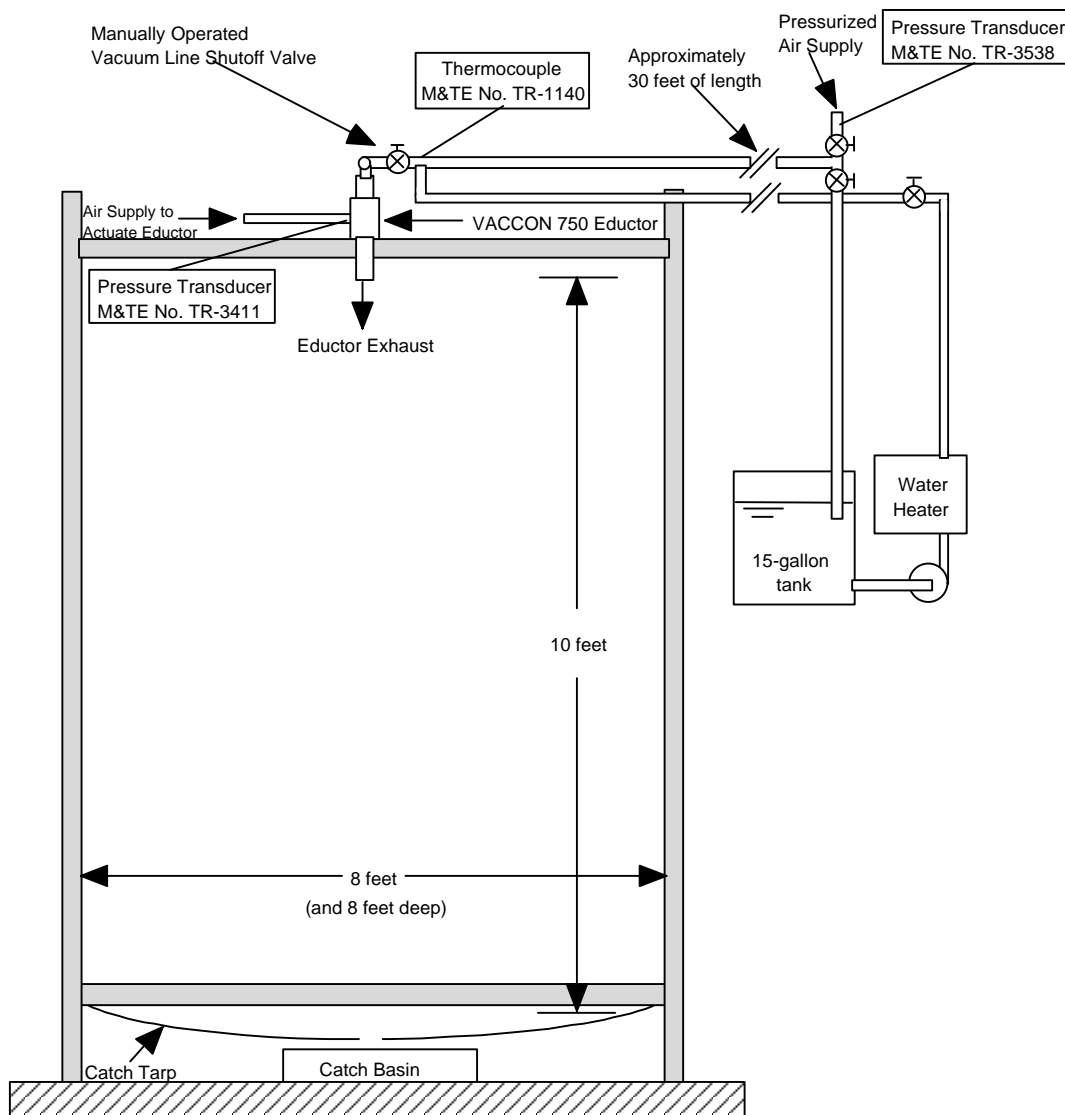 Manually Operated
Vacuum Line Shutoff Valve
Thermocouple
M&TE No. TR-1140
Approximately
30 feet of length
Pressurized
Air Supply
Pressure Transducer
M&TE No. TR-3538
Air Supply to
Actuate Eductor
VACCON 750 Eductor
Pressure Transducer
M&TE No. TR-3411
Eductor Exhaust
Water
Heater
15-gallon
tank
10 feet
8 feet
(and 8 feet deep)
Catch Tarp
Catch Basin